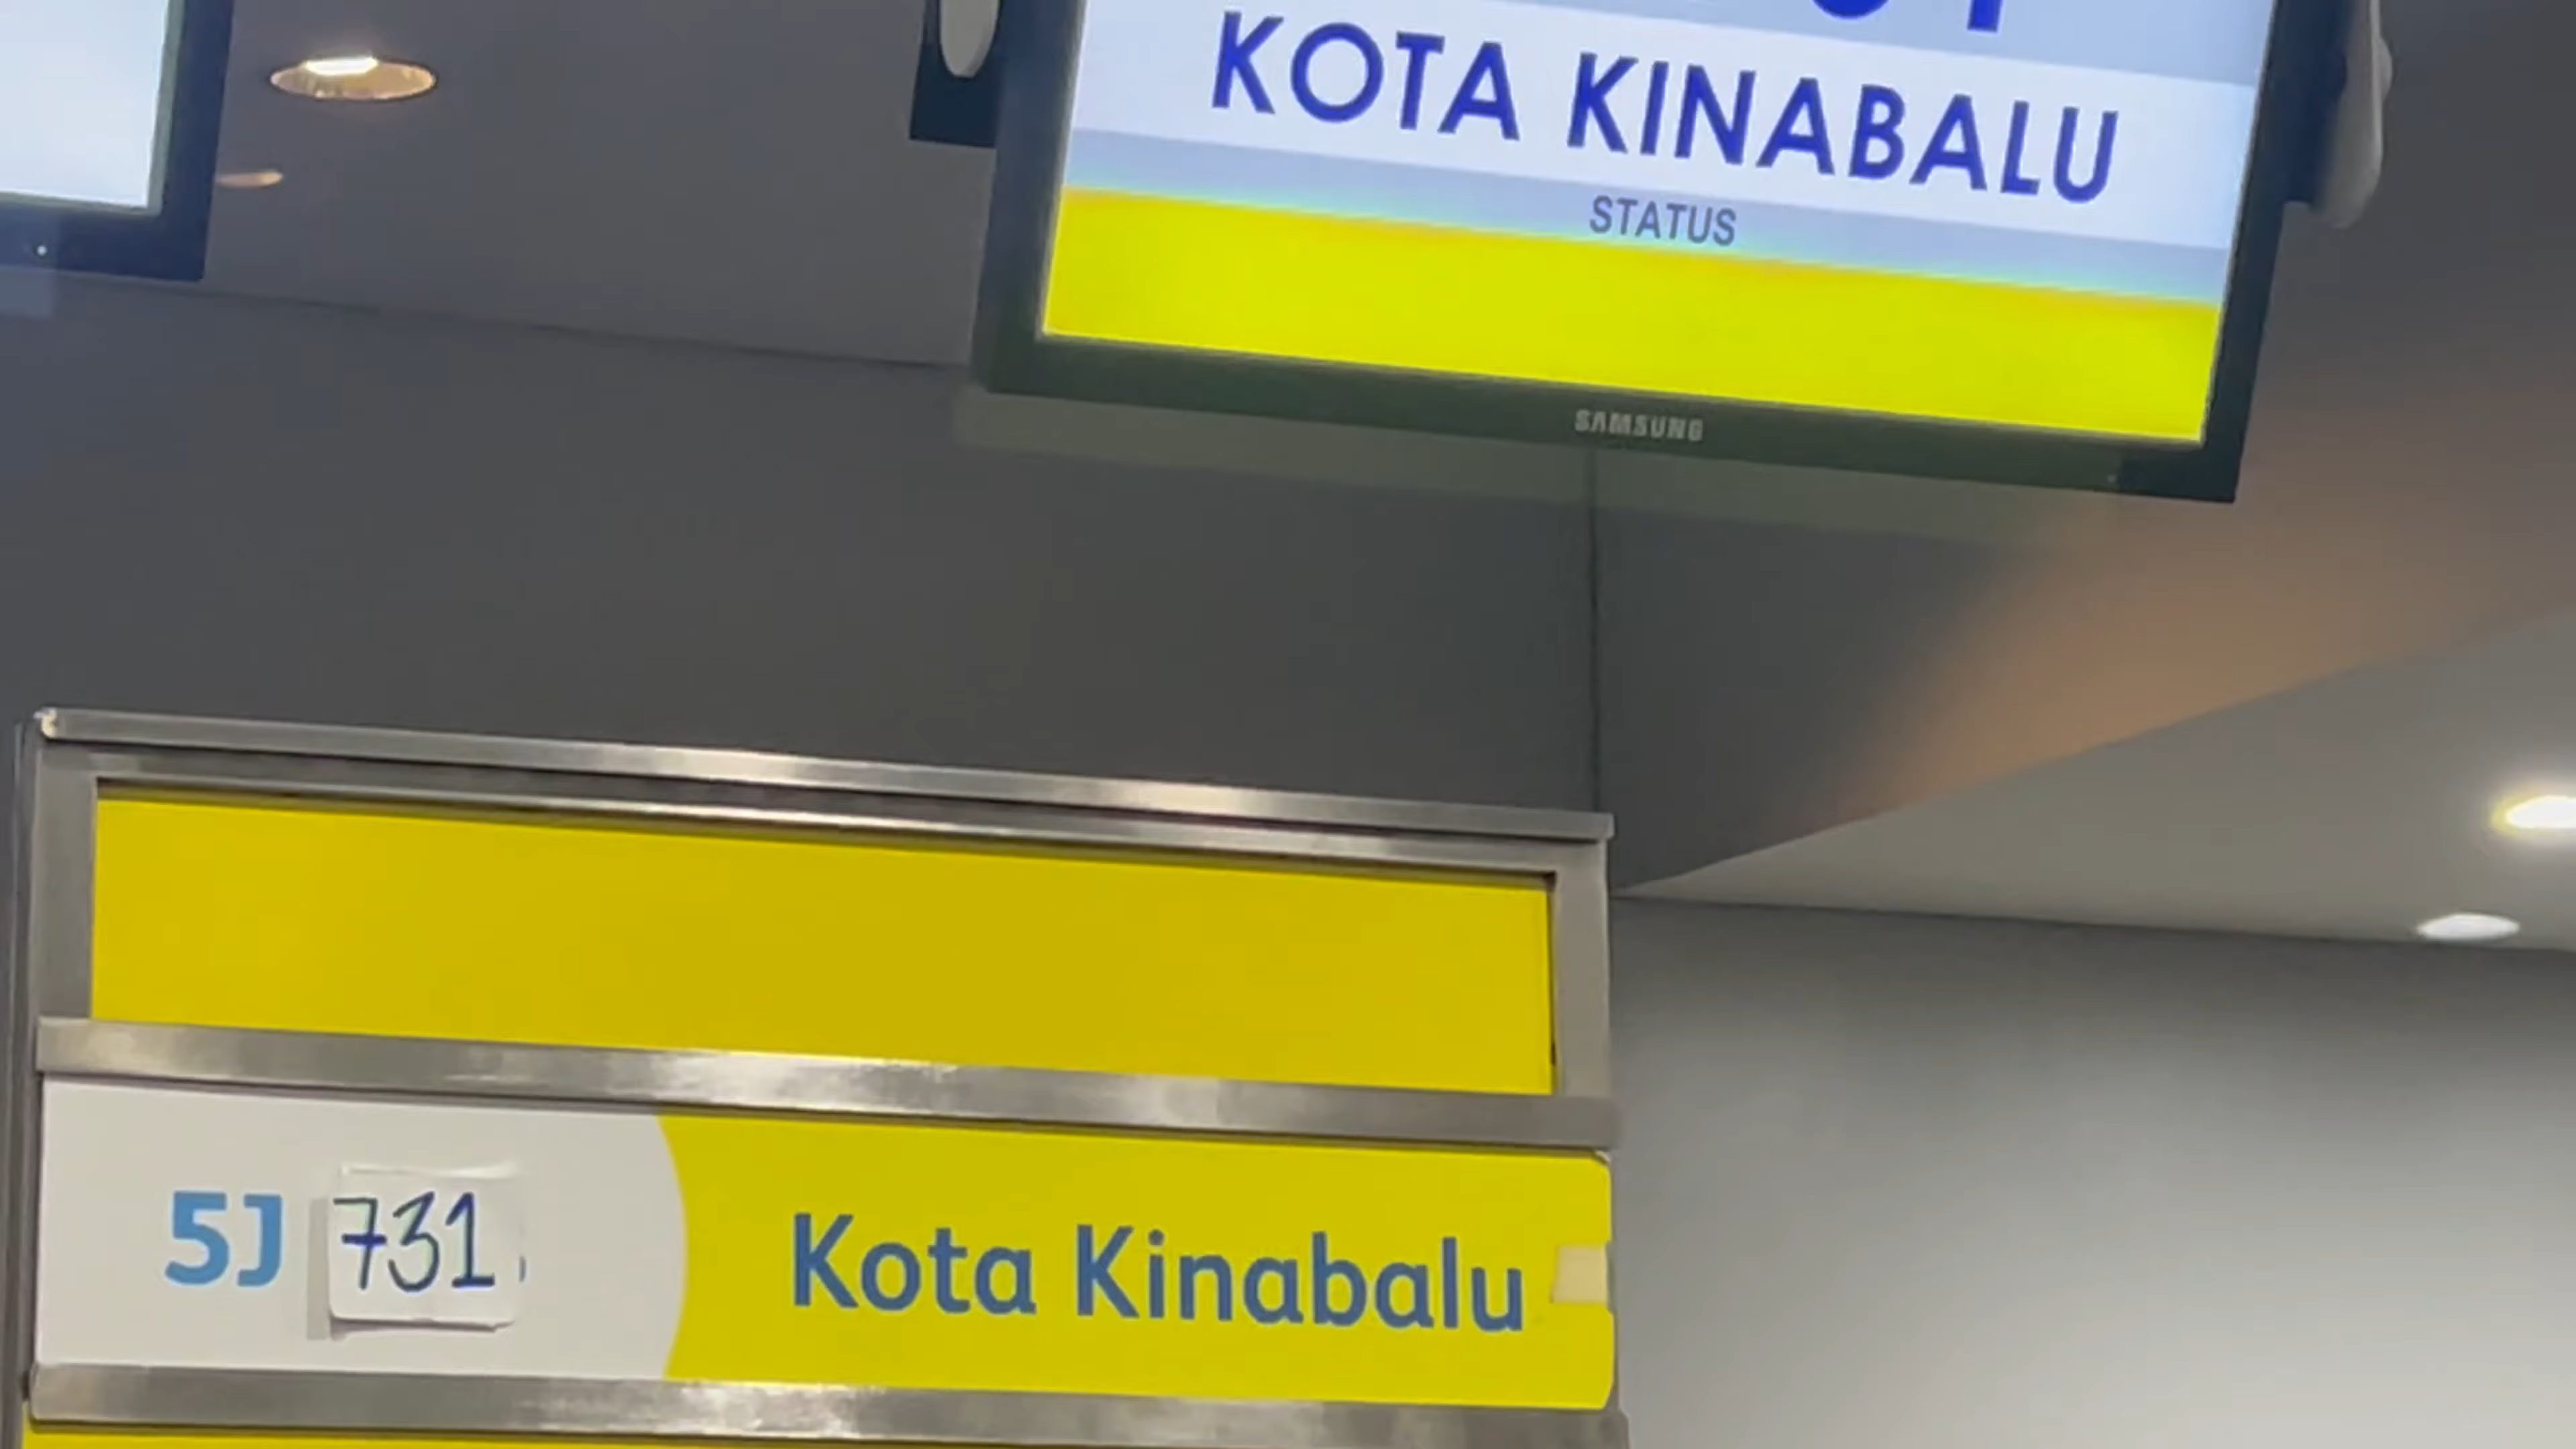 KOTA KINABALU
STATUS
SAMSUNG
5J 731
Kota Kinabalu